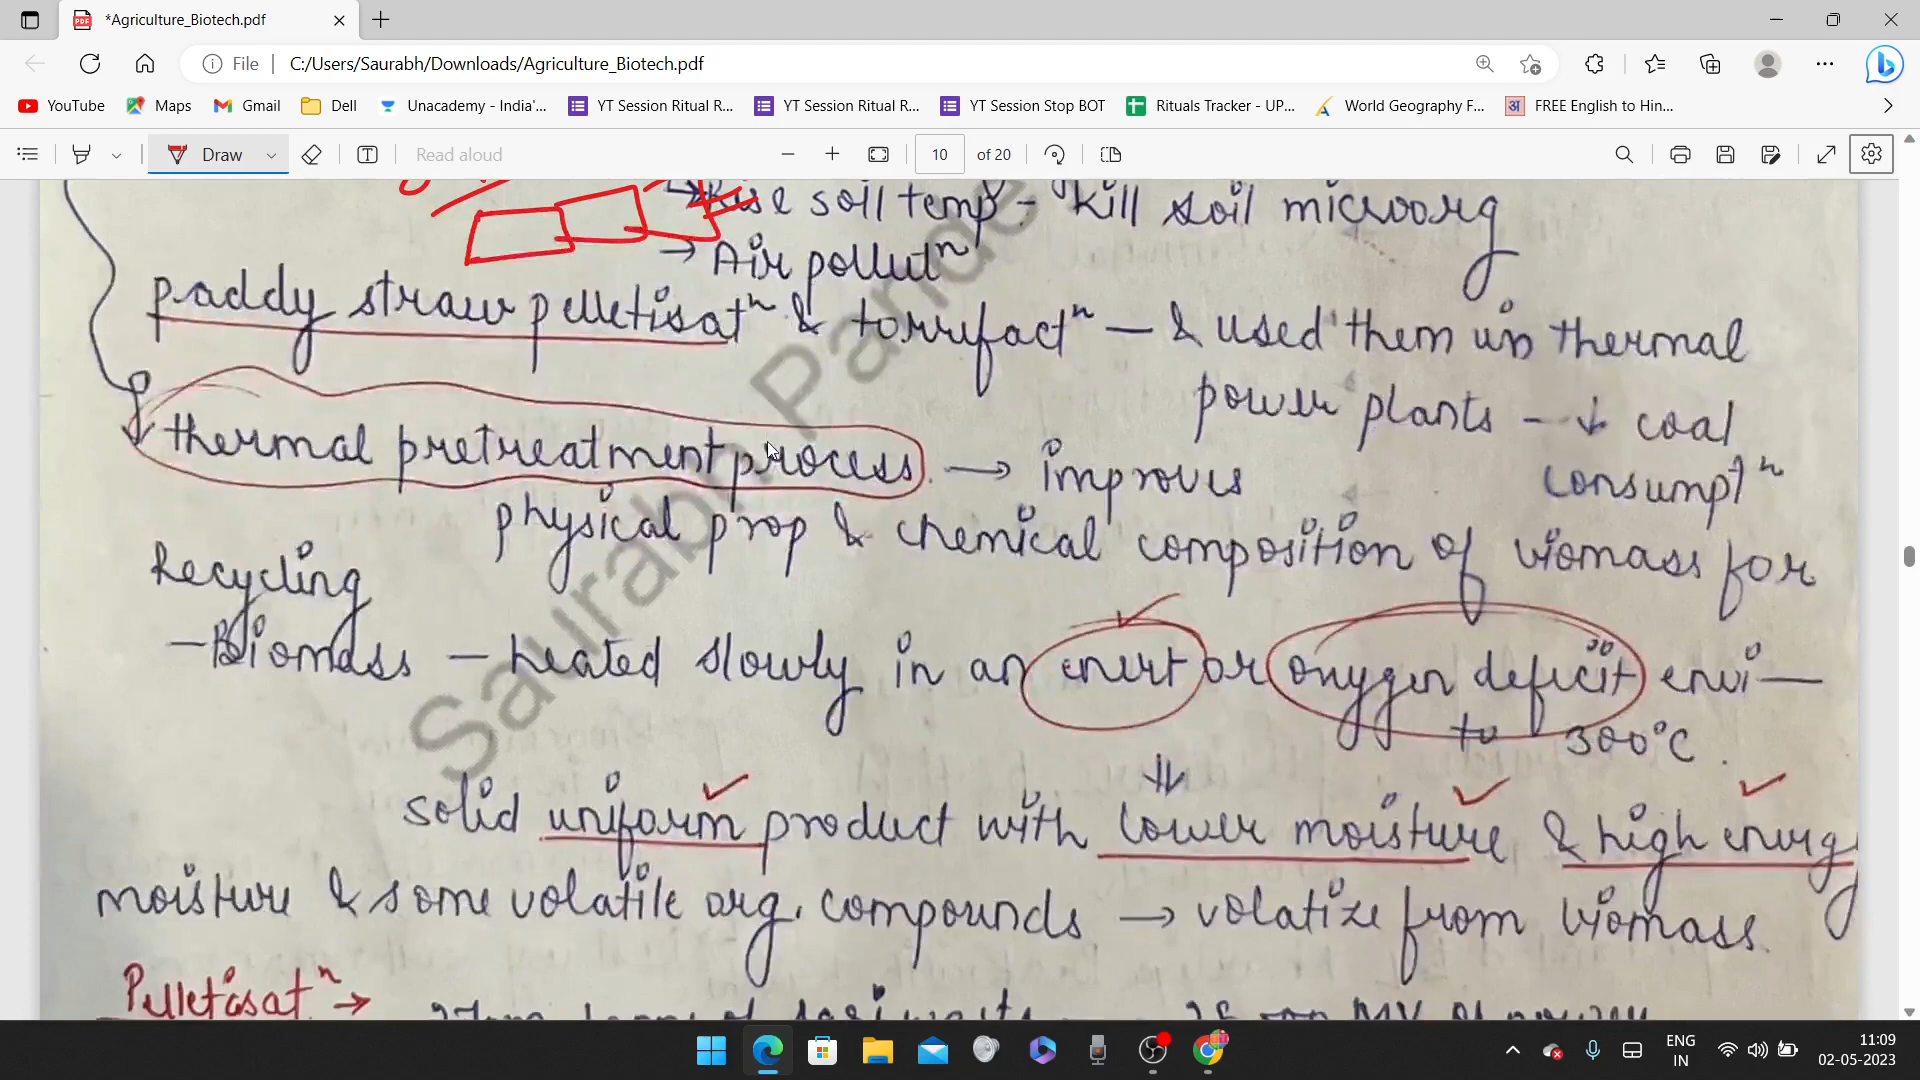 *Agriculture_Biotech.pdf
File C:/Users/Saurabh/Downloads/Agriculture_Biotech.pdf
YouTube Maps Gmail Dell Unacademy - India'... YT Session Ritual R... YT Session Ritual R... YT Session Stop BOT Rituals Tracker - UP... World Geography F... FREE English to Hin...
Draw Read aloud 10 of 20
→ Rise soil temp - Kill soil microorg
→ Air pollutⁿ
paddy straw pelletisatⁿ & torrefactⁿ — & used them in thermal
power plants - ↓ coal
consumptⁿ
thermal pretreatment process → improves
physical prop & chemical composition of biomass for
Recycling
- Biomass - heated slowly in an inert or oxygen deficit envi —
to 300°C.
solid uniform product with lower moisture & high energy
moisture & some volatile org. compounds → volatize from biomass.
Pelletisatⁿ →
Saurabh Pande
ENG
IN
11:09
02-05-2023